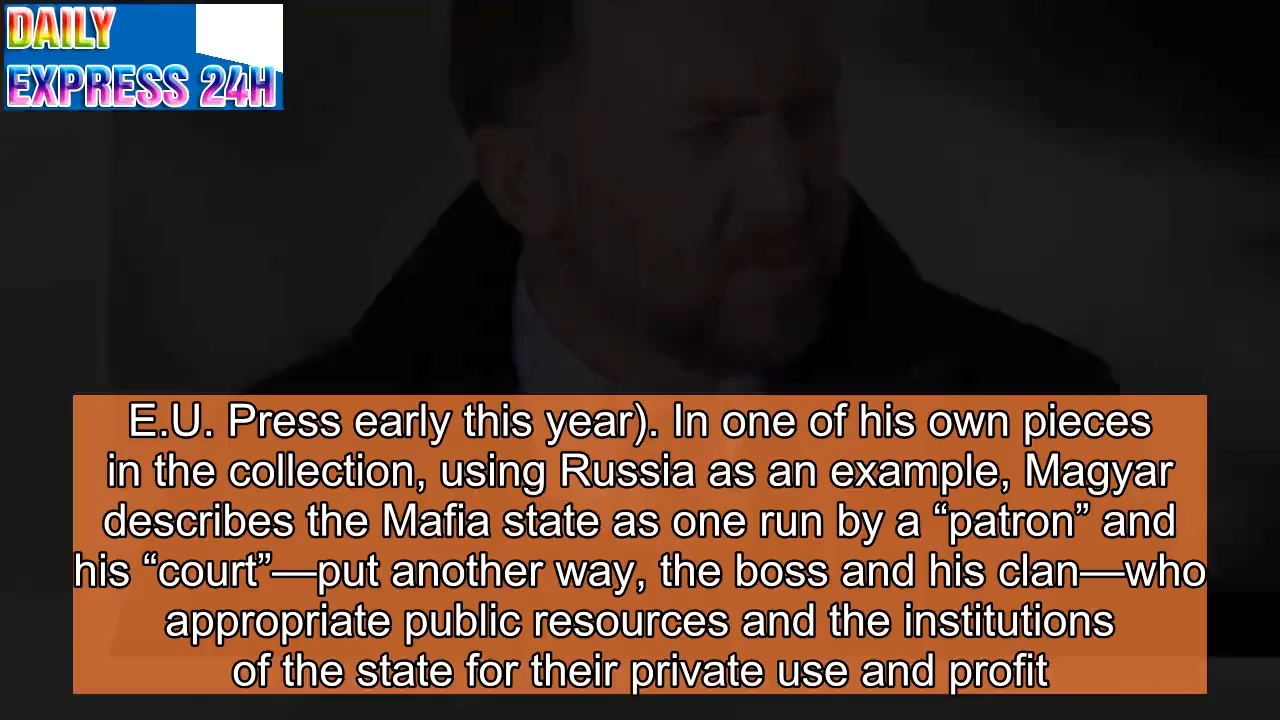 DAILY
EXPRESS 24H
E.U. Press early this year). In one of his own pieces
in the collection, using Russia as an example, Magyar
describes the Mafia state as one run by a “patron” and
his “court”—put another way, the boss and his clan—who
appropriate public resources and the institutions
of the state for their private use and profit